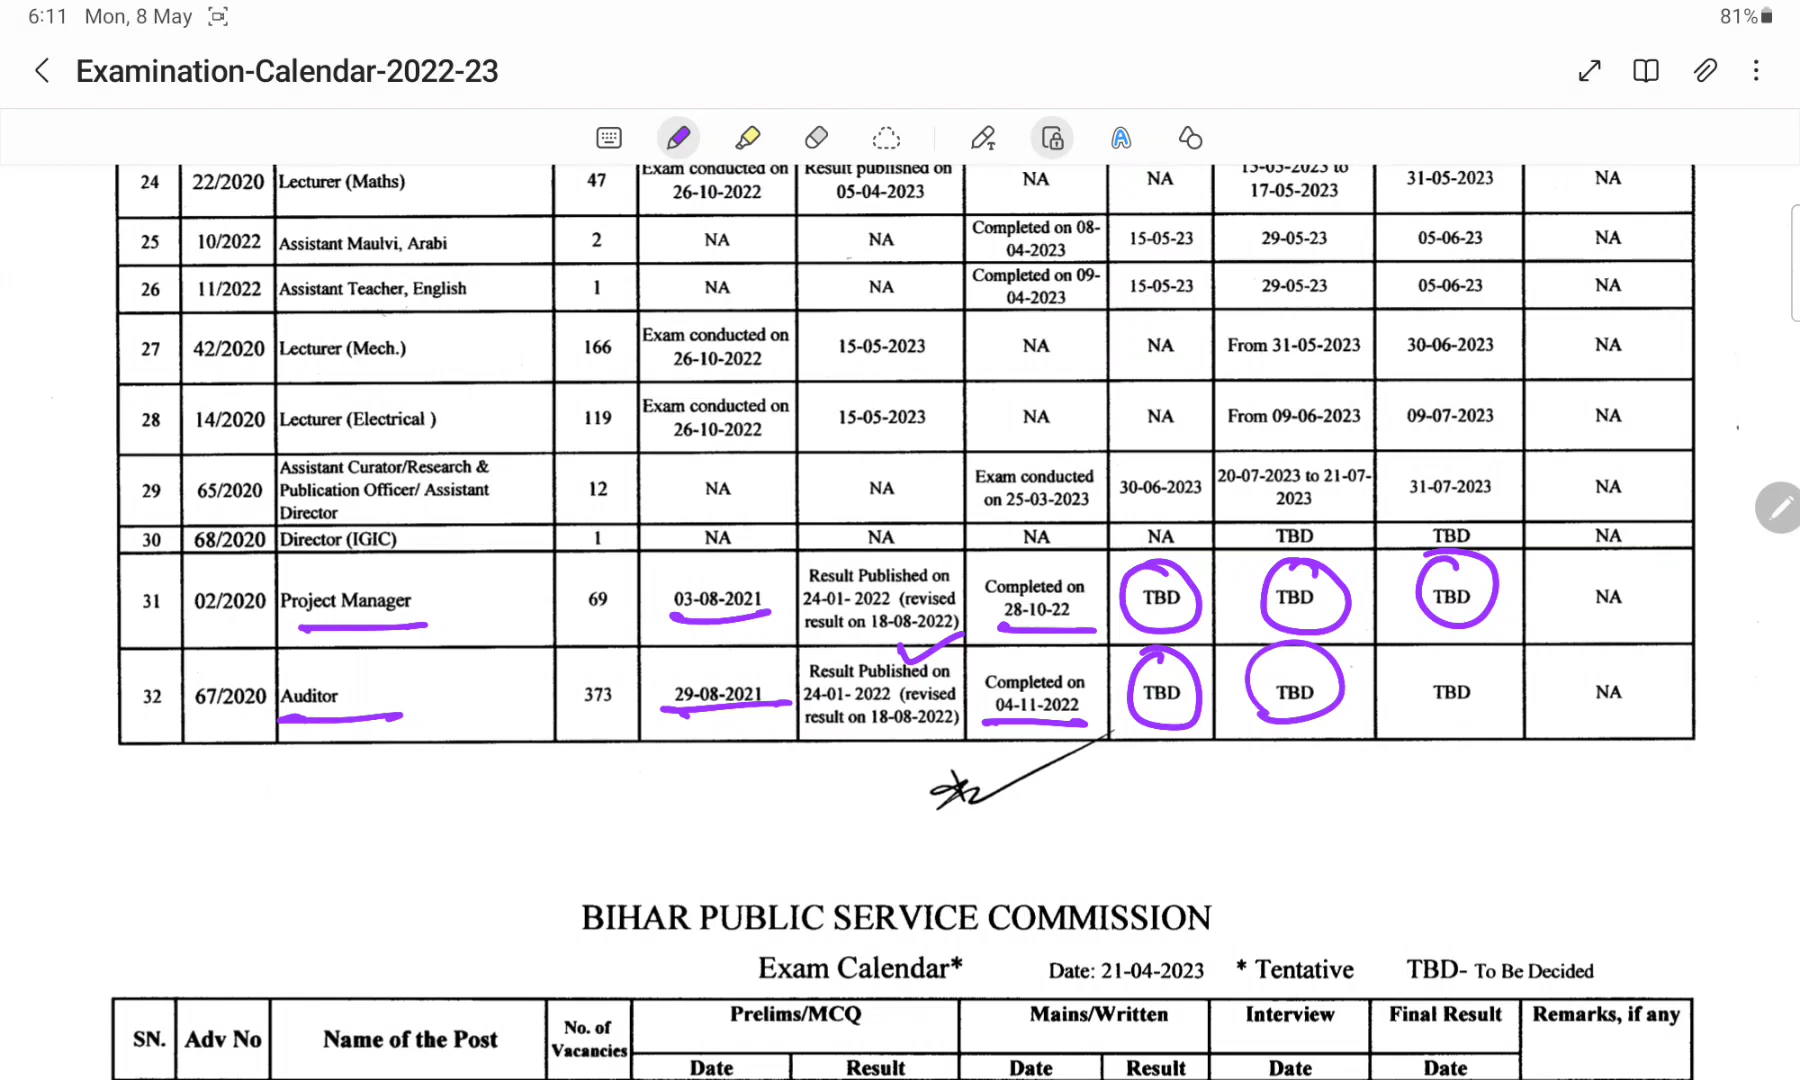 6:11 Mon, 8 May 81%
Examination-Calendar-2022-23
24 22/2020 Lecturer (Maths) 47 Exam conducted on 26-10-2022 Result published on 05-04-2023 NA NA 15-05-2023 to 17-05-2023 31-05-2023 NA
25 10/2022 Assistant Maulvi, Arabi 2 NA NA Completed on 08-04-2023 15-05-23 29-05-23 05-06-23 NA
26 11/2022 Assistant Teacher, English 1 NA NA Completed on 09-04-2023 15-05-23 29-05-23 05-06-23 NA
27 42/2020 Lecturer (Mech.) 166 Exam conducted on 26-10-2022 15-05-2023 NA NA From 31-05-2023 30-06-2023 NA
28 14/2020 Lecturer (Electrical ) 119 Exam conducted on 26-10-2022 15-05-2023 NA NA From 09-06-2023 09-07-2023 NA
29 65/2020 Assistant Curator/Research & Publication Officer/ Assistant Director 12 NA NA Exam conducted on 25-03-2023 30-06-2023 20-07-2023 to 21-07-2023 31-07-2023 NA
30 68/2020 Director (IGIC) 1 NA NA NA NA TBD TBD NA
31 02/2020 Project Manager 69 03-08-2021 Result Published on 24-01- 2022 (revised result on 18-08-2022) Completed on 28-10-22 TBD TBD TBD NA
32 67/2020 Auditor 373 29-08-2021 Result Published on 24-01- 2022 (revised result on 18-08-2022) Completed on 04-11-2022 TBD TBD TBD NA
BIHAR PUBLIC SERVICE COMMISSION
Exam Calendar* Date: 21-04-2023 * Tentative TBD- To Be Decided
SN. Adv No Name of the Post No. of Vacancies Prelims/MCQ Mains/Written Interview Final Result Remarks, if any
Date Result Date Result Date Date